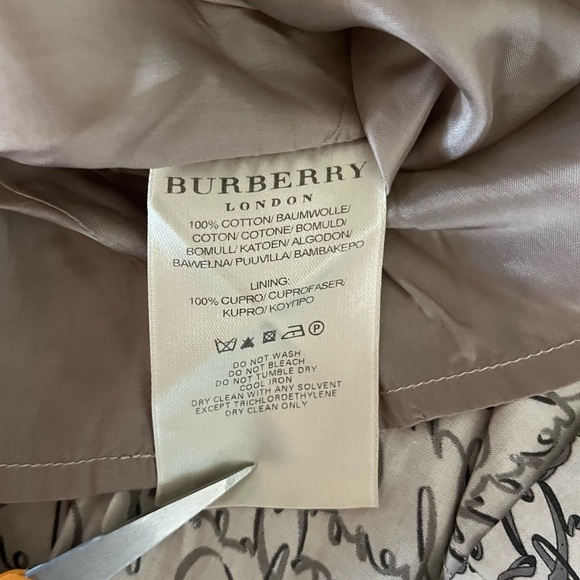 BURBERRY
LONDON
100% COTTON/ BAUMWOLLE/
COTON/ COTONE/ BOMULD/
BOMULL/ KATOEN/ ALGODON/
BAWEŁNA/ PUUVILLA/ BAMBAKEPO
LINING:
100% CUPRO/ CUPROFASER/
KUPRO/ ΚΟΥΠΡΟ
P
DO NOT WASH
DO NOT BLEACH
DO NOT TUMBLE DRY
COOL IRON
DRY CLEAN WITH ANY SOLVENT
EXCEPT TRICHLOROETHYLENE
DRY CLEAN ONLY